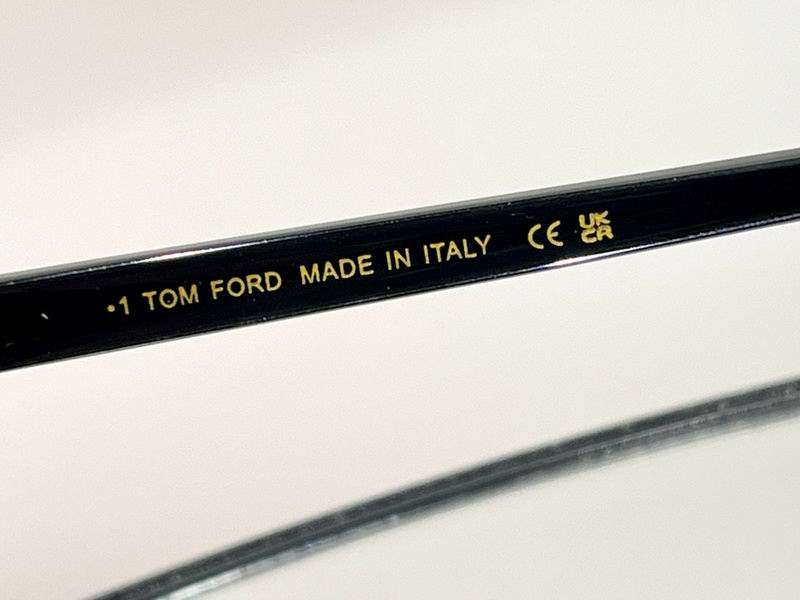 •1 TOM FORD MADE IN ITALY CE UK
CA